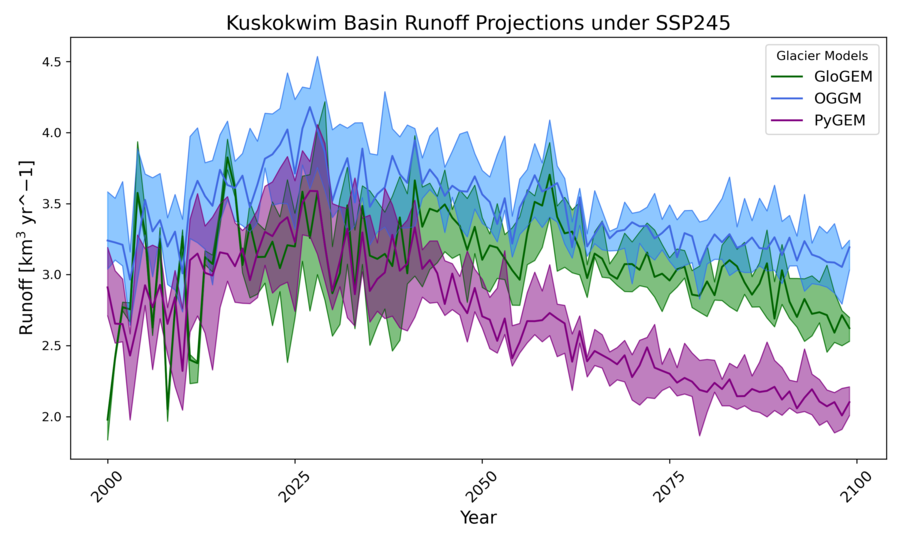 Kuskokwim Basin Runoff Projections under SSP245
Glacier Models
GloGEM
OGGM
PyGEM
Runoff [km³ yr^−1]
4.5
4.0
3.5
3.0
2.5
2.0
2000
2025
2050
2075
2100
Year